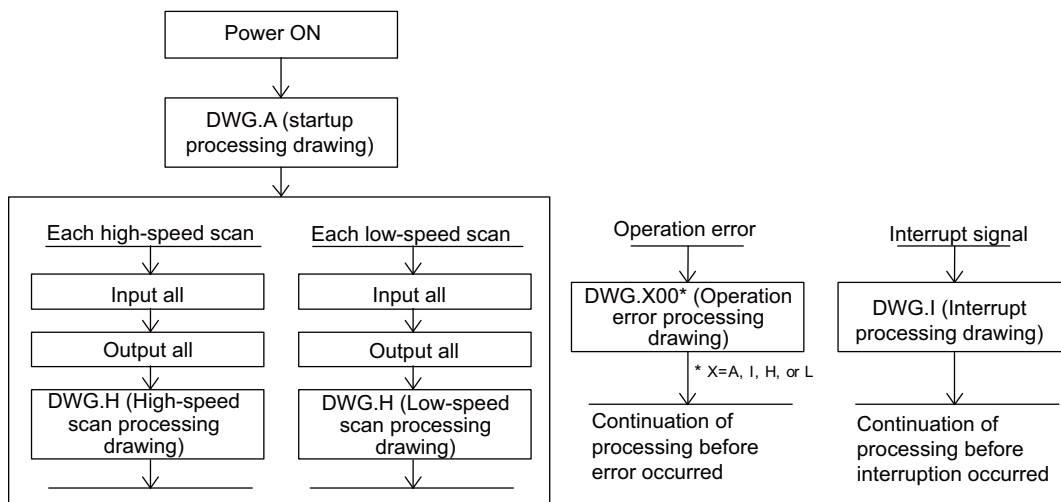 Power ON
DWG.A (startup
processing drawing)
Each high-speed scan
Input all
Output all
DWG.H (High-speed
scan processing
drawing)
Each low-speed scan
Input all
Output all
DWG.H (Low-speed
scan processing
drawing)
Operation error
DWG.X00* (Operation
error processing
drawing)
* X=A, I, H, or L
Continuation of
processing before
error occurred
Interrupt signal
DWG.I (Interrupt
processing drawing)
Continuation of
processing before
interruption occurred